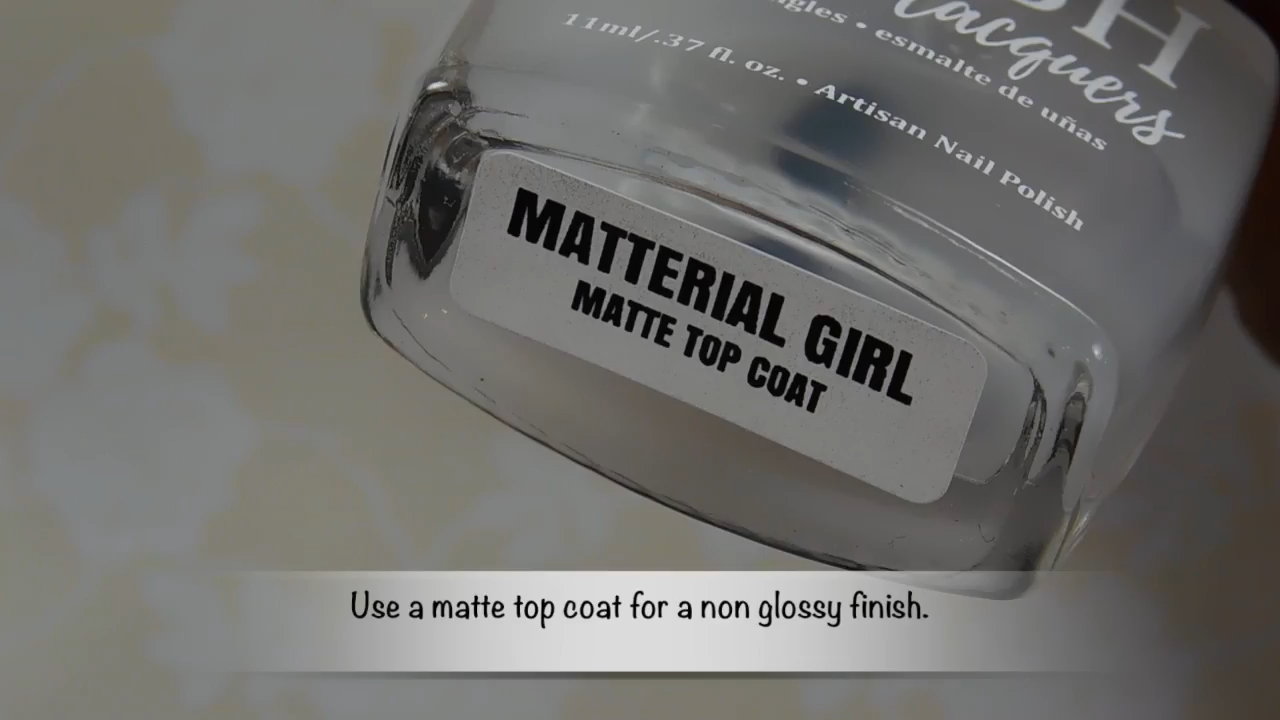 lacquers
esmalte de uñas
11ml/.37 fl. oz. • Artisan Nail Polish
MATTERIAL GIRL
MATTE TOP COAT
Use a matte top coat for a non glossy finish.